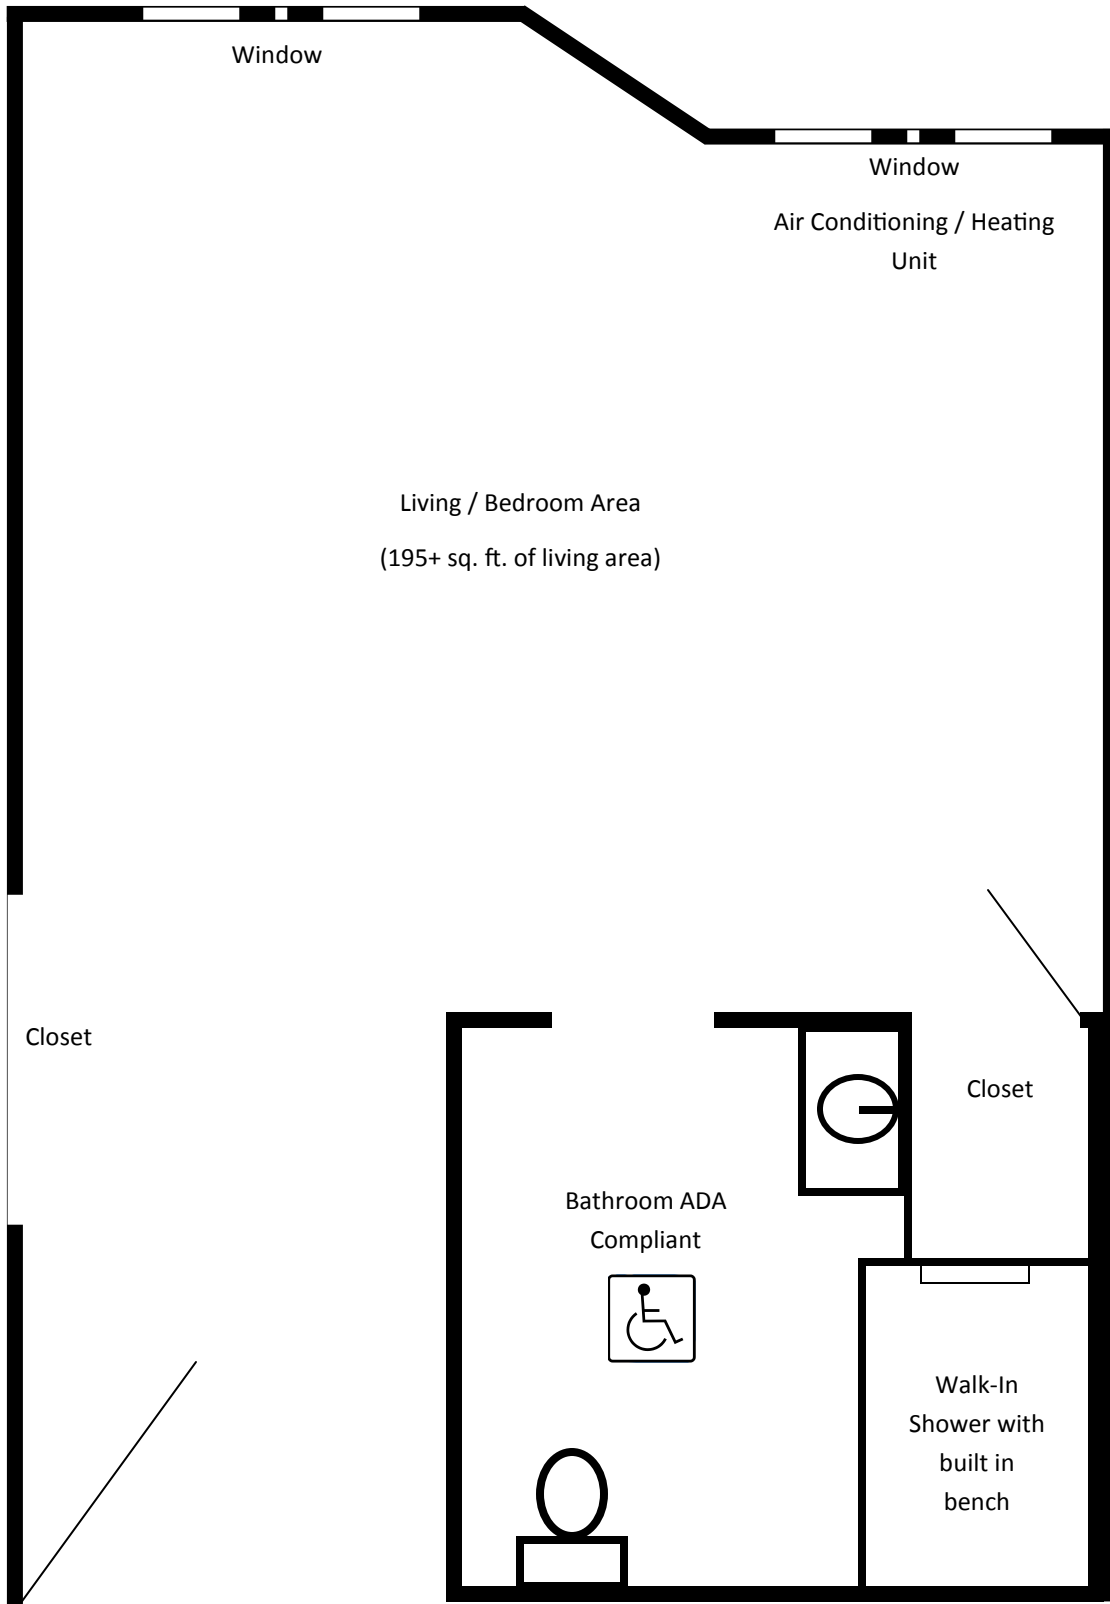 Window
Window
Air Conditioning / Heating
Unit
Living / Bedroom Area
(195+ sq. ft. of living area)
Closet
Closet
Bathroom ADA
Compliant
Walk-In
Shower with
built in
bench